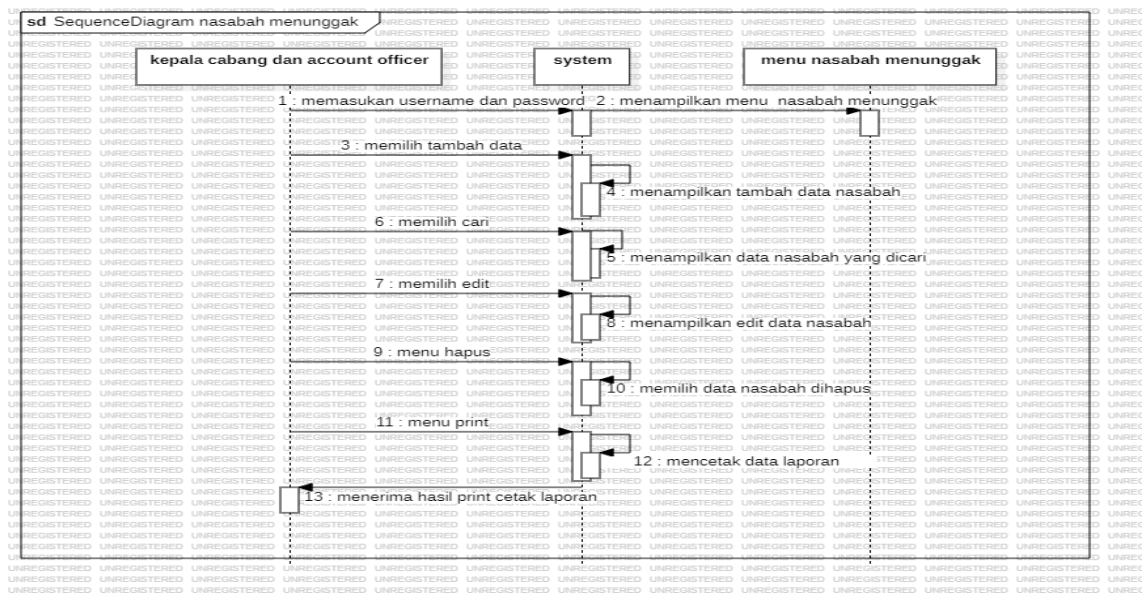 sd SequenceDiagram nasabah menunggak
kepala cabang dan account officer
system
menu nasabah menunggak
1 : memasukan username dan password
2 : menampilkan menu nasabah menunggak
3 : memilih tambah data
4 : menampilkan tambah data nasabah
6 : memilih cari
5 : menampilkan data nasabah yang dicari
7 : memilih edit
8 : menampilkan edit data nasabah
9 : menu hapus
10 : memilih data nasabah dihapus
11 : menu print
12 : mencetak data laporan
13 : menerima hasil print cetak laporan
UNREGISTERED